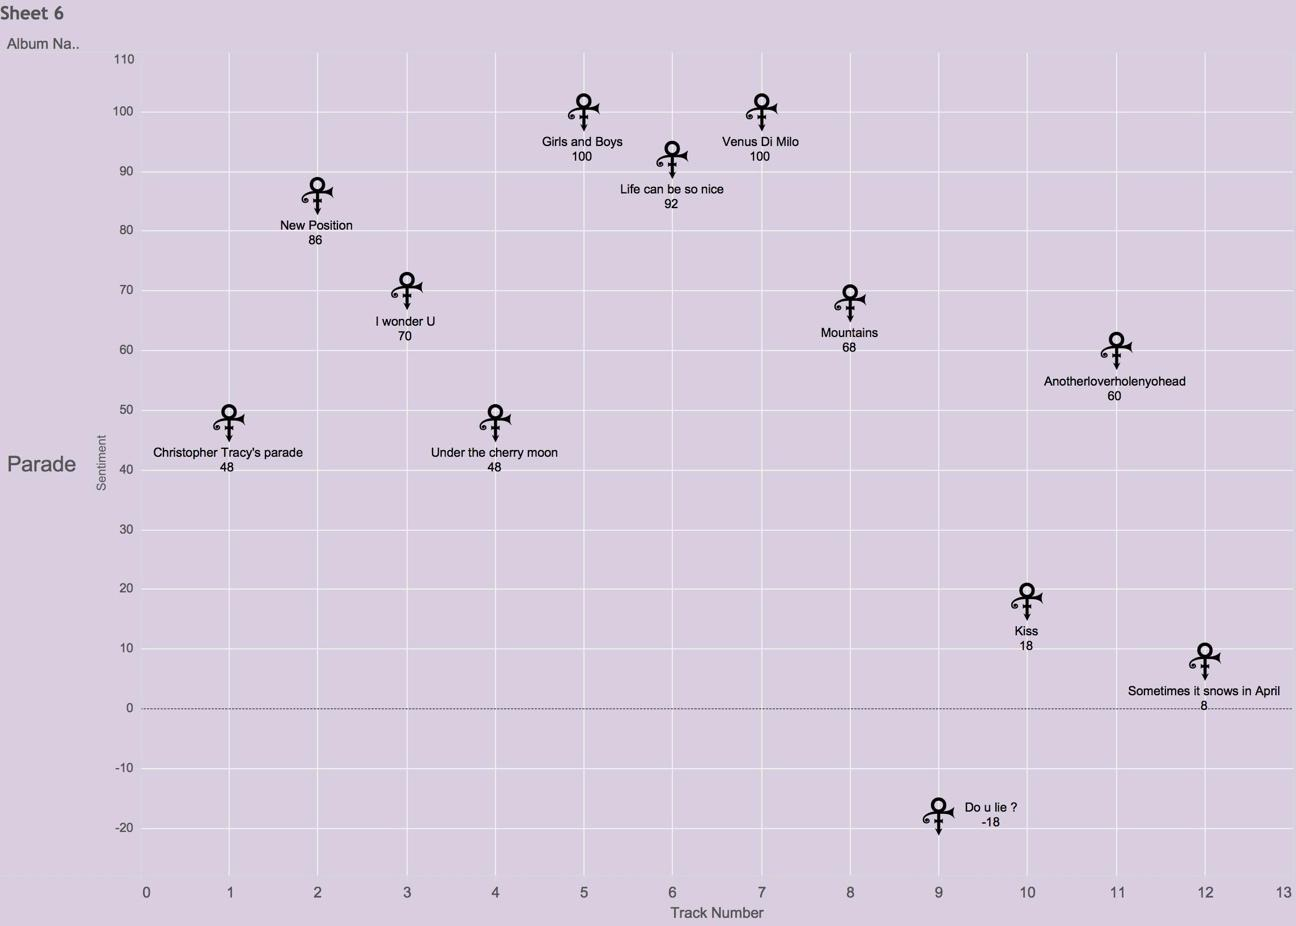 Sheet 6
Album Na..
Parade
Sentiment
110
100
90
80
70
60
50
40
30
20
10
0
-10
-20
Girls and Boys
100
Venus Di Milo
100
Life can be so nice
92
New Position
86
I wonder U
70
Mountains
68
Anotherloverholenyohead
60
Christopher Tracy's parade
48
Under the cherry moon
48
Kiss
18
Sometimes it snows in April
8
Do u lie ?
-18
0 1 2 3 4 5 6 7 8 9 10 11 12 13
Track Number